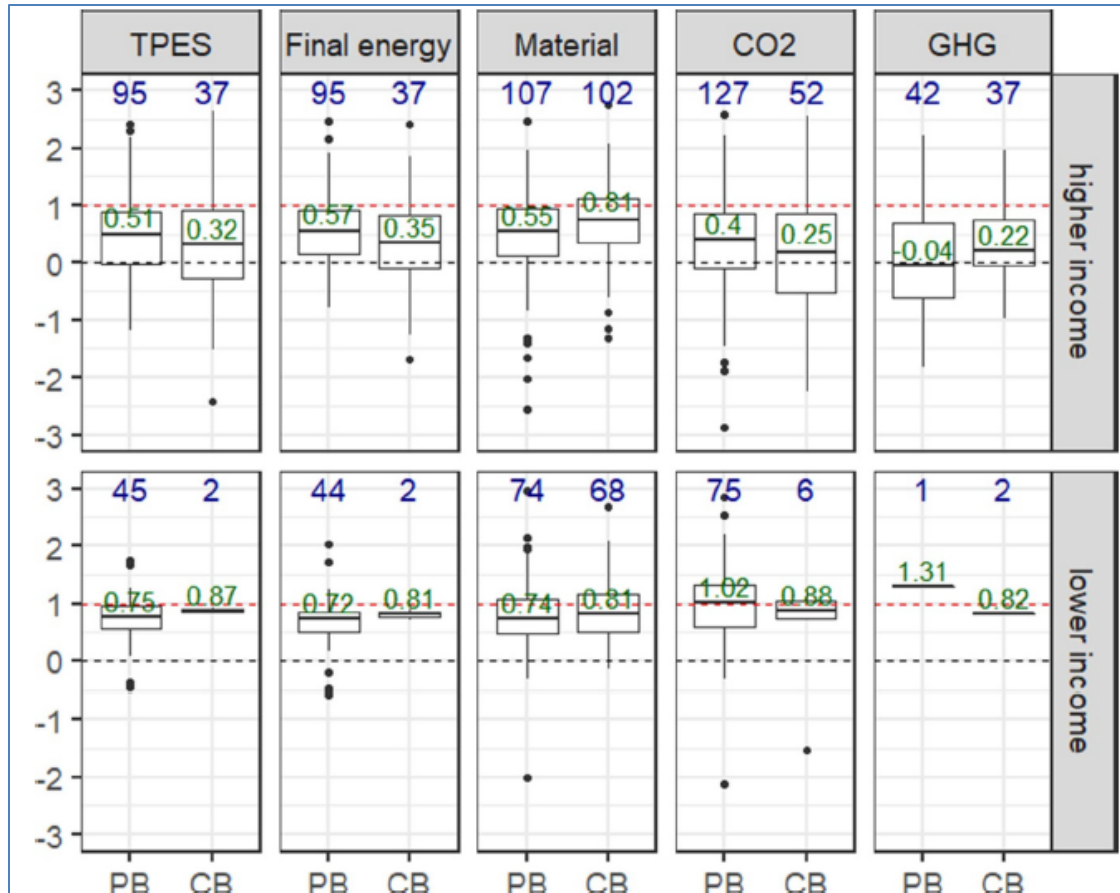 TPES Final energy Material CO2 GHG
3 95 37 95 37 107 102 127 52 42 37
2
1
0.51 0.32 0.57 0.35 0.55 0.81 0.4 0.25 -0.04 0.22
0
-1
-2
-3
higher income
3 45 2 44 2 74 68 75 6 1 2
2
1
0.75 0.87 0.72 0.81 0.74 0.81 1.02 0.88 1.31 0.82
0
-1
-2
-3
lower income
PB CB PB CB PB CB PB CB PB CB